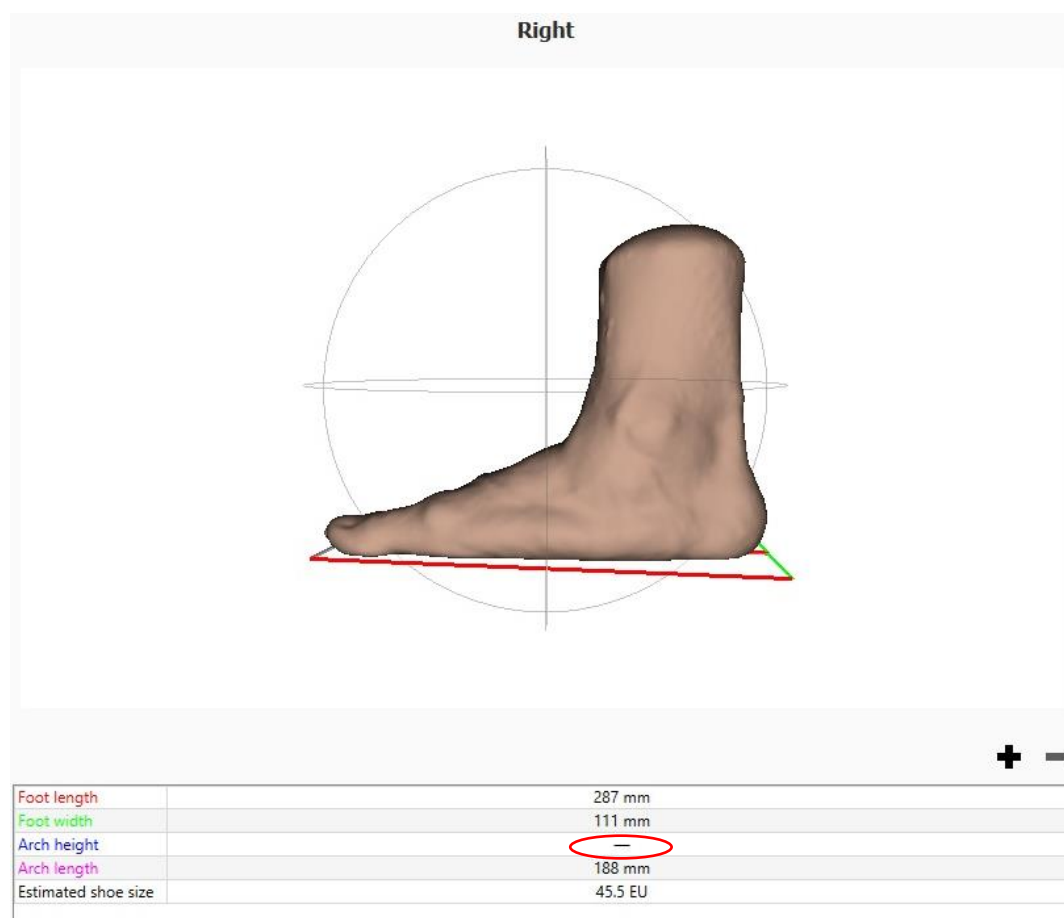 Right
Foot length 287 mm
Foot width 111 mm
Arch height —
Arch length 188 mm
Estimated shoe size 45.5 EU